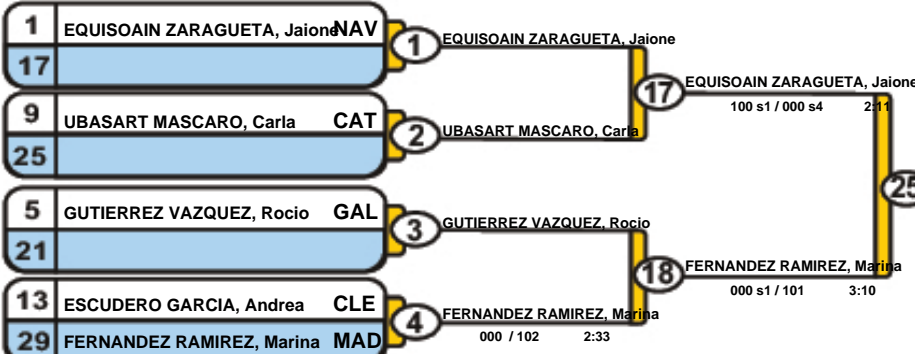 1 EQUISOAIN ZARAGUETA, Jaione NAV
17
1
EQUISOAIN ZARAGUETA, Jaione
17
EQUISOAIN ZARAGUETA, Jaione
100 s1 / 000 s4 2:11
9 UBASART MASCARO, Carla CAT
25
2
UBASART MASCARO, Carla
25
5 GUTIERREZ VAZQUEZ, Rocio GAL
21
3
GUTIERREZ VAZQUEZ, Rocio
18
FERNANDEZ RAMIREZ, Marina
000 s1 / 101 3:10
13 ESCUDERO GARCIA, Andrea CLE
29 FERNANDEZ RAMIREZ, Marina MAD
4
FERNANDEZ RAMIREZ, Marina
000 / 102 2:33